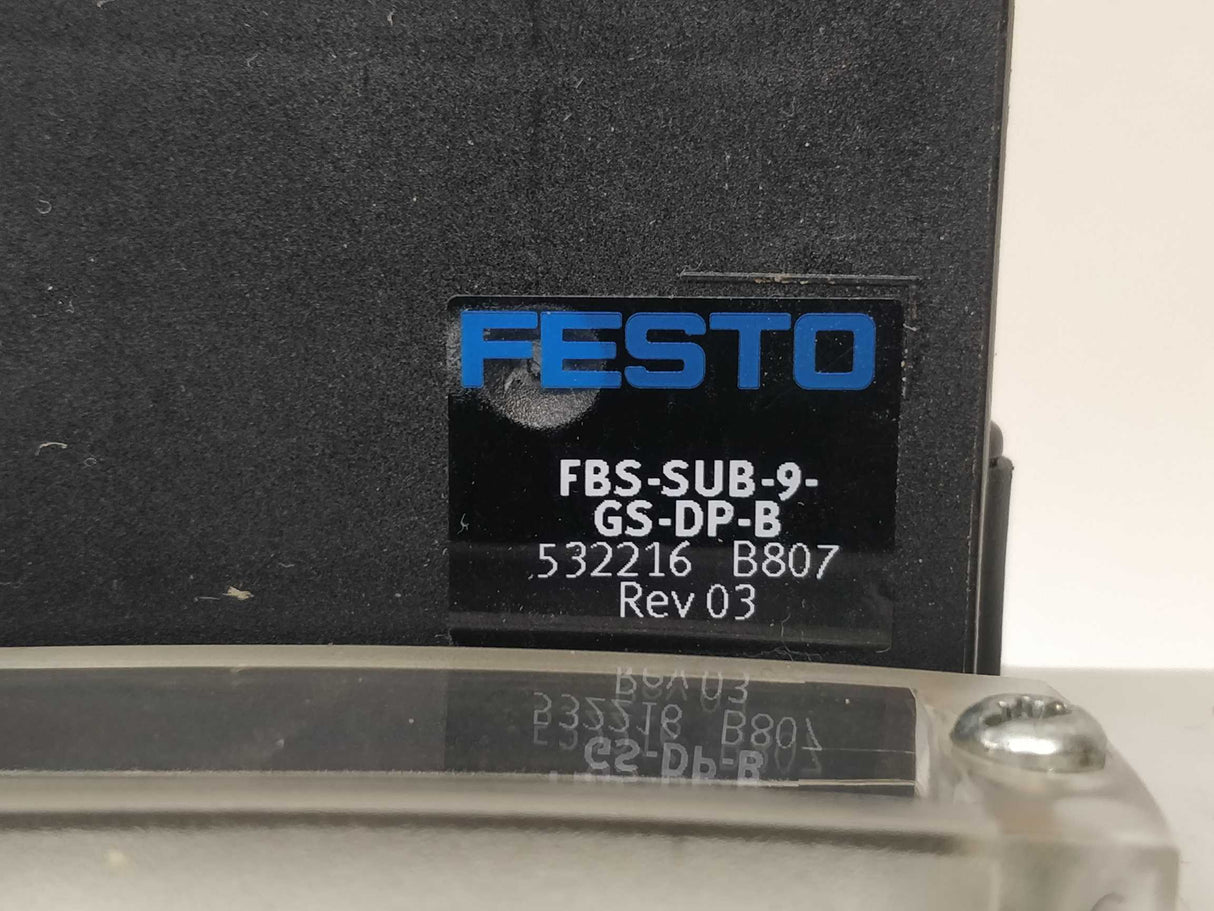 FESTO
FBS-SUB-9-
GS-DP-B
532216 B807
Rev 03